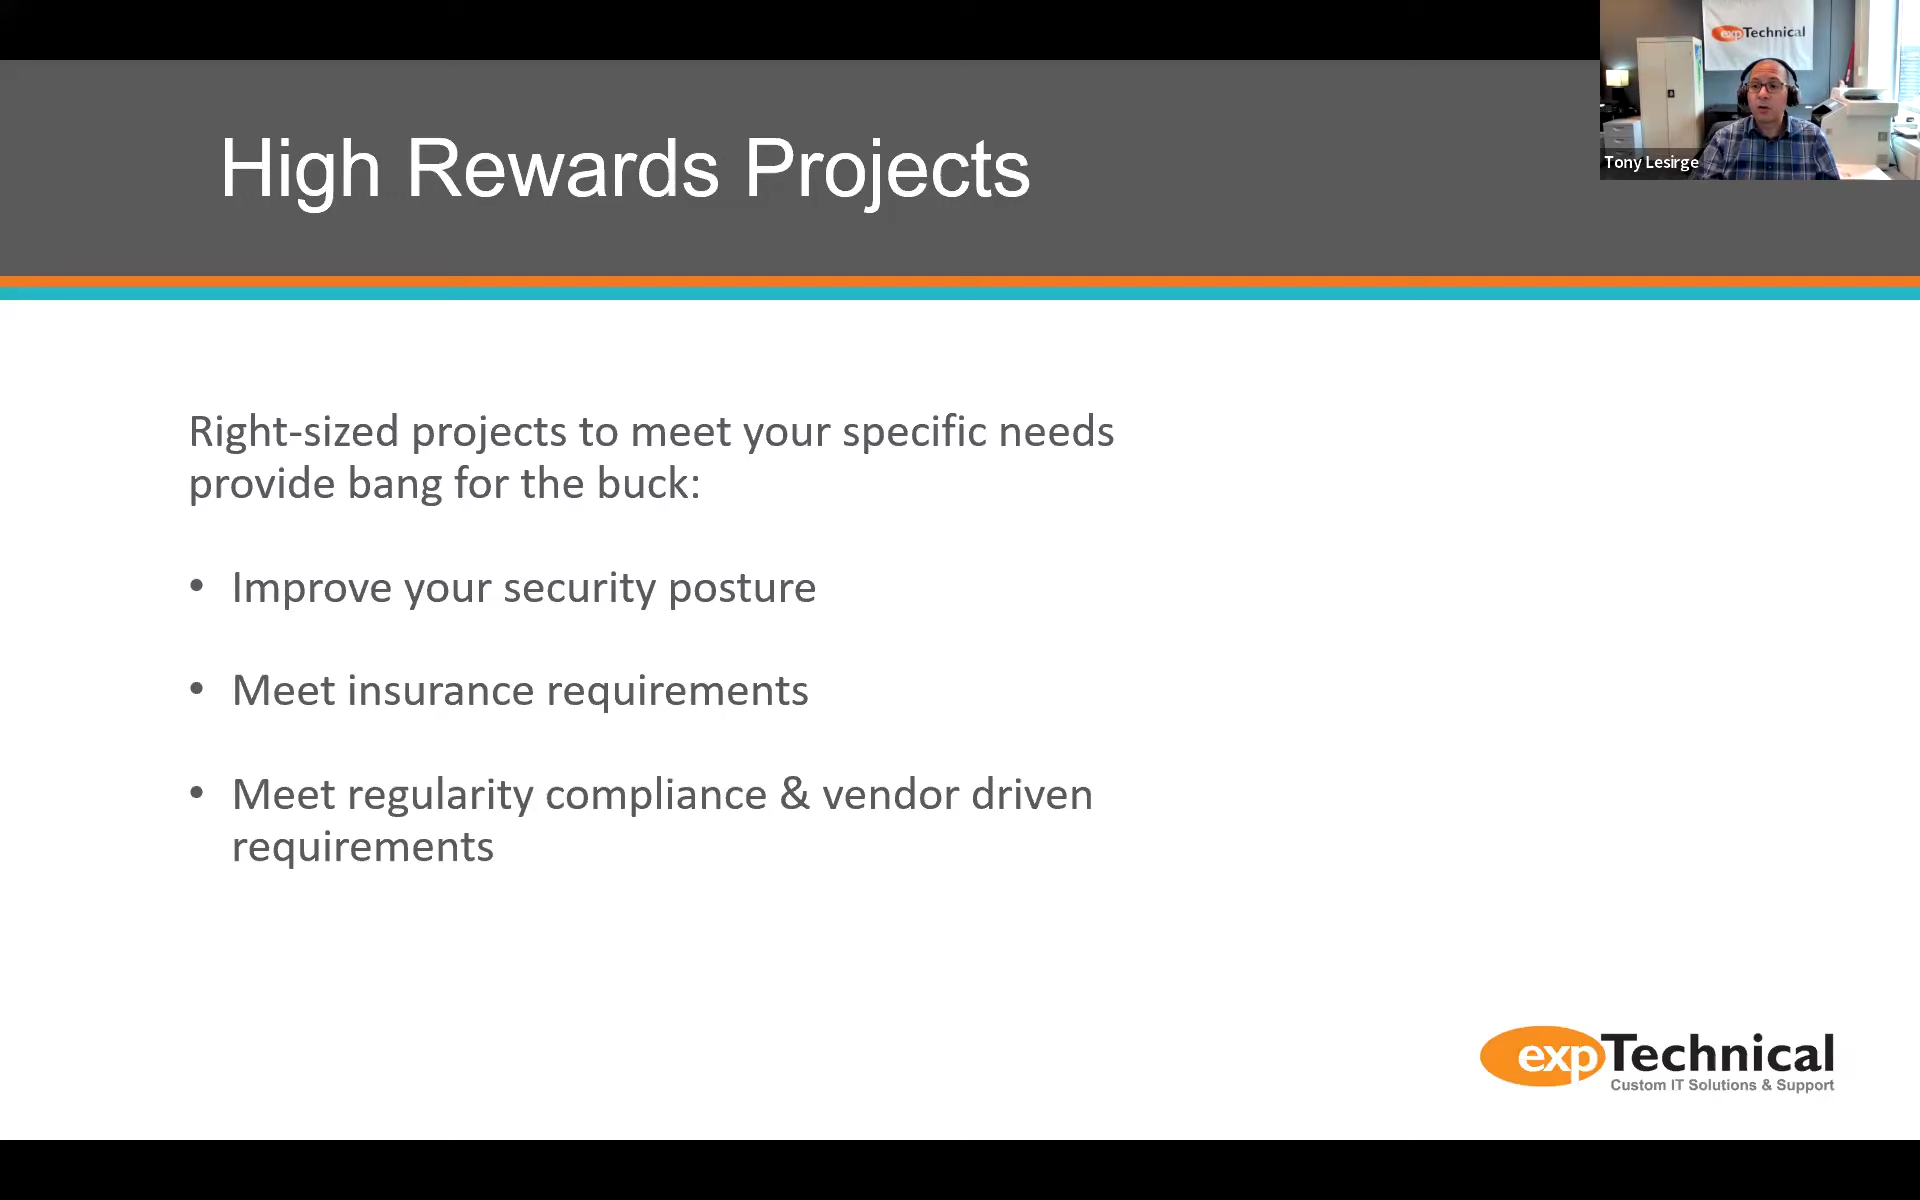 expTechnical
Tony Lesirge
High Rewards Projects
Right-sized projects to meet your specific needs
provide bang for the buck:
• Improve your security posture
• Meet insurance requirements
• Meet regularity compliance & vendor driven
requirements
expTechnical
Custom IT Solutions & Support